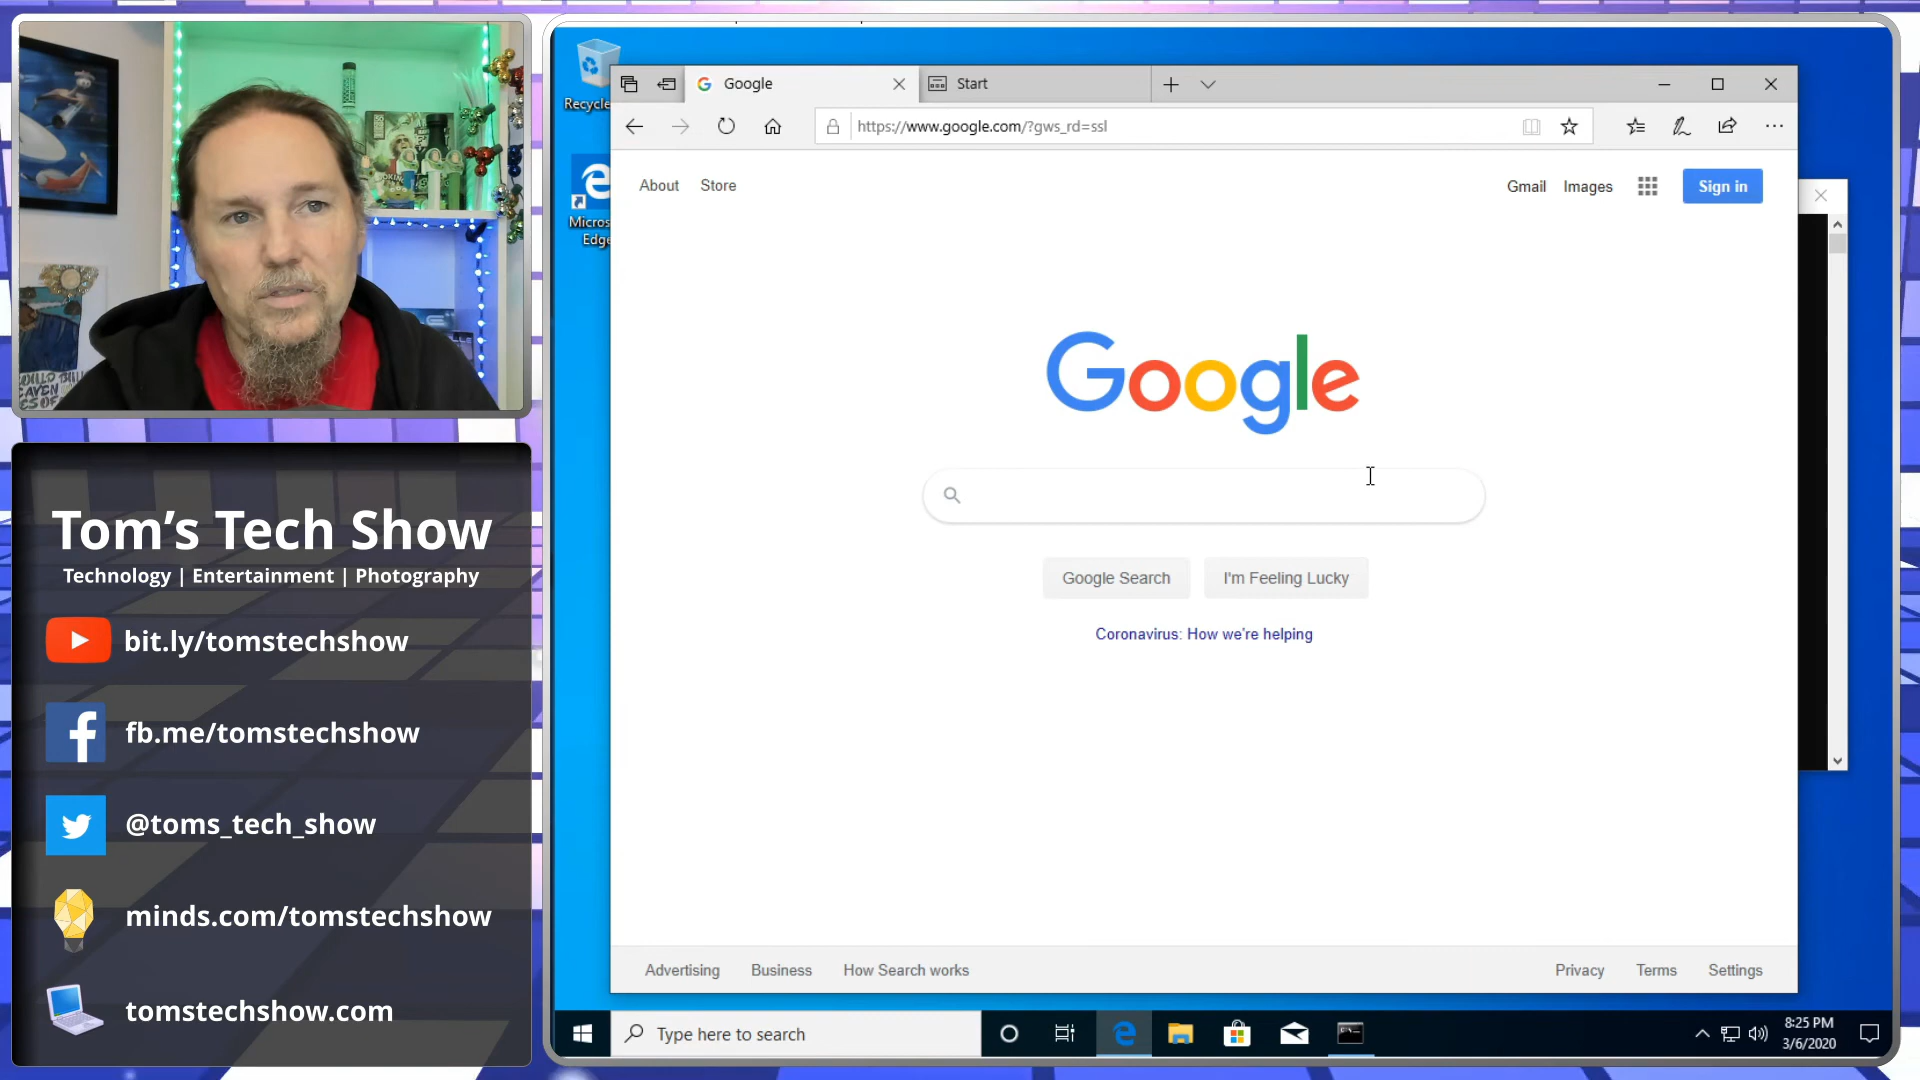 Tom's Tech Show
Technology | Entertainment | Photography
bit.ly/tomstechshow
fb.me/tomstechshow
@toms_tech_show
minds.com/tomstechshow
tomstechshow.com
Recycle
Micros
Edge
Google
Start
https://www.google.com/?gws_rd=ssl
About
Store
Gmail
Images
Sign in
Google
Google Search
I'm Feeling Lucky
Coronavirus: How we're helping
Advertising
Business
How Search works
Privacy
Terms
Settings
Type here to search
8:25 PM
3/6/2020